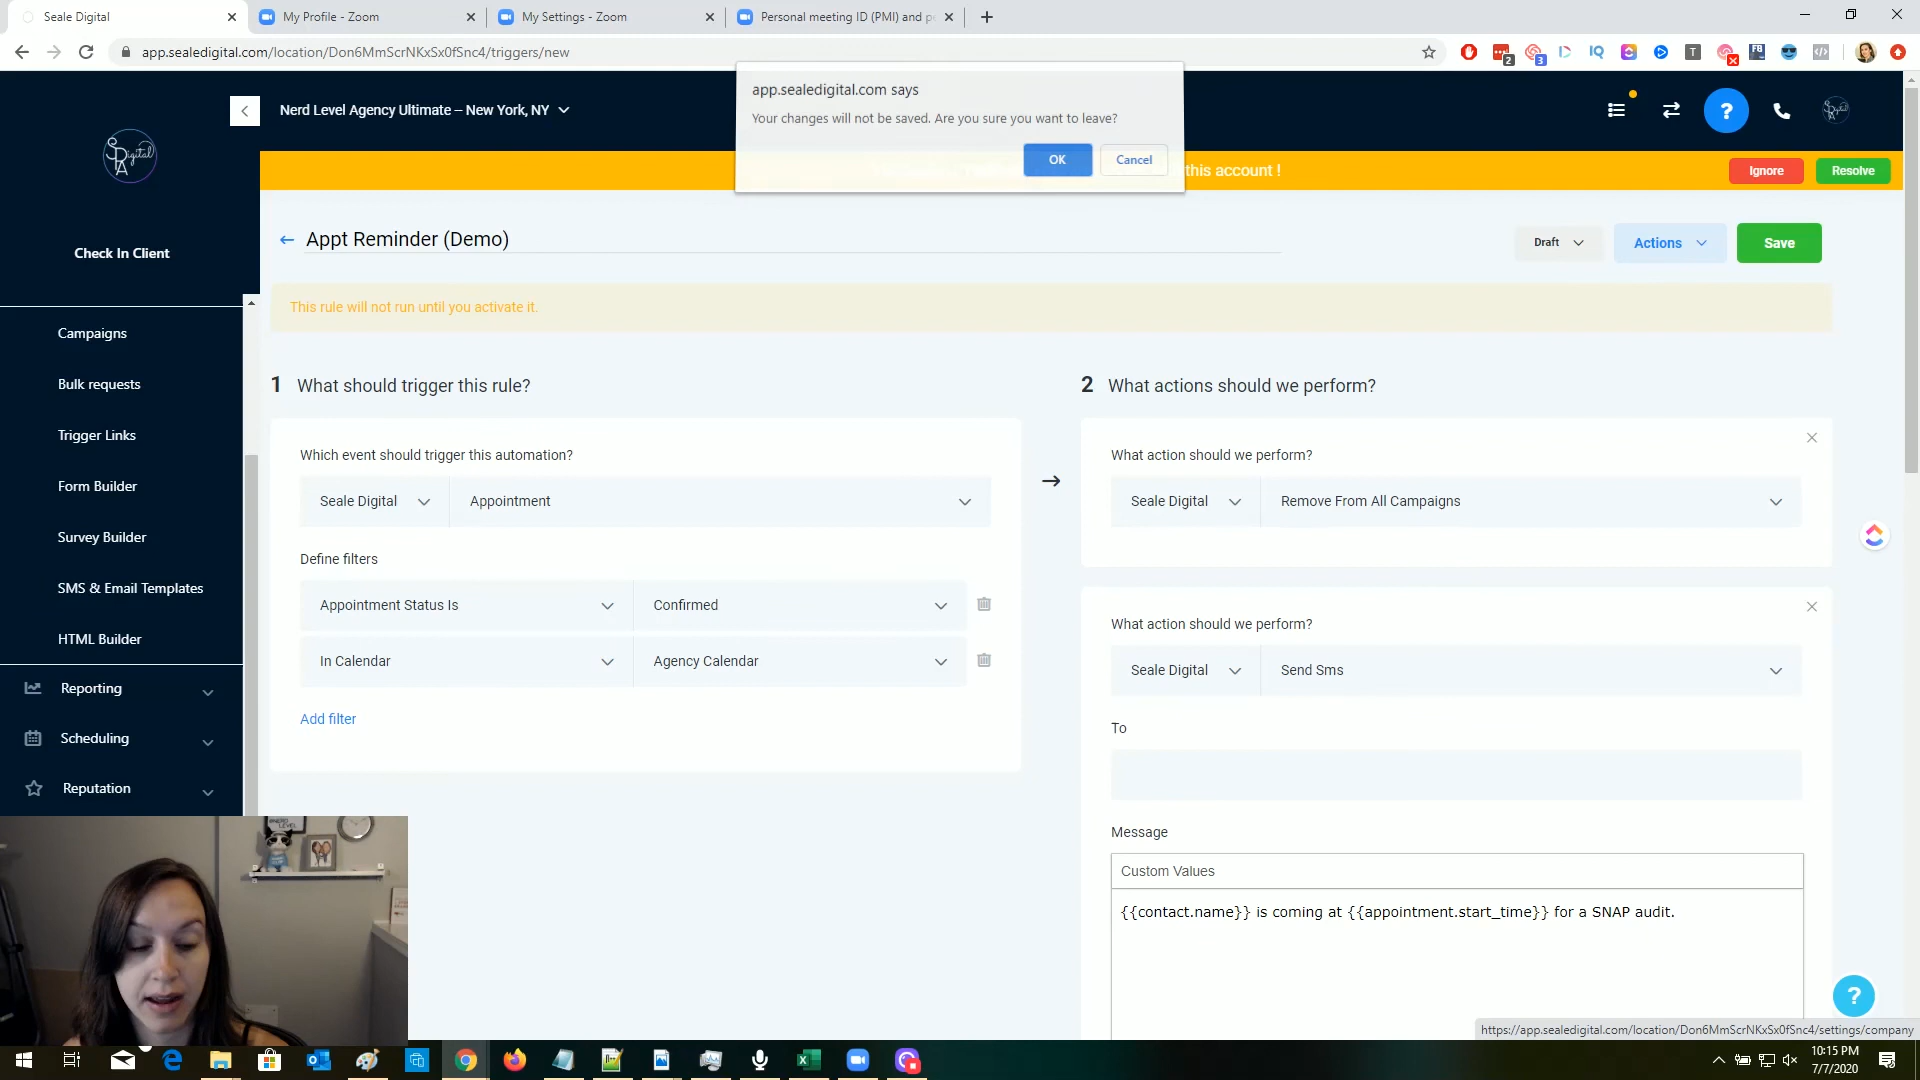 Seale Digital
My Profile - Zoom
My Settings - Zoom
Personal meeting ID (PMI) and pe
app.sealedigital.com/location/Don6MmScrNKxSx0fSnc4/triggers/new
2
3
IQ
T
FB
app.sealedigital.com says
Your changes will not be saved. Are you sure you want to leave?
OK
Cancel
Nerd Level Agency Ultimate – New York, NY
?
this account !
Ignore
Resolve
Digital
Check In Client
Campaigns
Bulk requests
Trigger Links
Form Builder
Survey Builder
SMS & Email Templates
HTML Builder
Reporting
Scheduling
Reputation
Appt Reminder (Demo)
Draft
Actions
Save
This rule will not run until you activate it.
1 What should trigger this rule?
Which event should trigger this automation?
Seale Digital
Appointment
Define filters
Appointment Status Is
Confirmed
In Calendar
Agency Calendar
Add filter
2 What actions should we perform?
What action should we perform?
Seale Digital
Remove From All Campaigns
What action should we perform?
Seale Digital
Send Sms
To
Message
Custom Values
{{contact.name}} is coming at {{appointment.start_time}} for a SNAP audit.
?
https://app.sealedigital.com/location/Don6MmScrNKxSx0fSnc4/settings/company
10:15 PM
7/7/2020